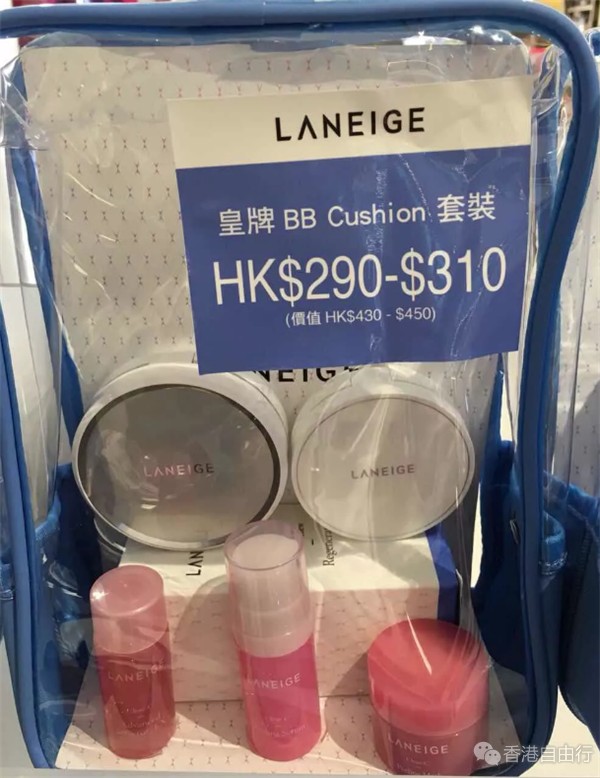 LANEIGE
皇牌 BB Cushion 套裝
HK$290-$310
(價值 HK$430 - $450)
NEIG
LANEIGE
LANEIGE
LANEIGE
LANEIGE
LANEIGE
香港自由行